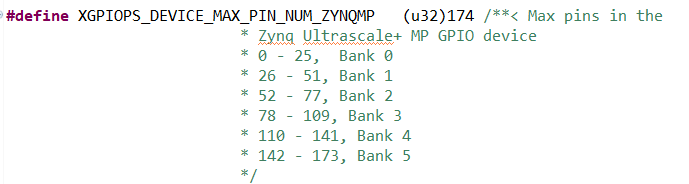 #define XGPIOPS_DEVICE_MAX_PIN_NUM_ZYNQMP (u32)174 /**< Max pins in the
* Zynq Ultrascale+ MP GPIO device
* 0 - 25, Bank 0
* 26 - 51, Bank 1
* 52 - 77, Bank 2
* 78 - 109, Bank 3
* 110 - 141, Bank 4
* 142 - 173, Bank 5
*/